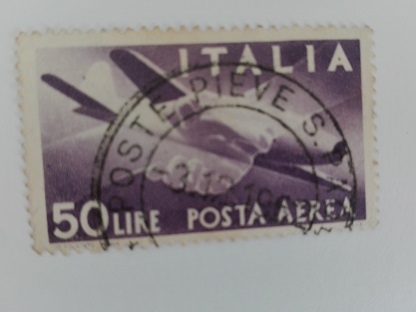 ITALIA
POSTE PIEVE S.
50 LIRE POSTA AEREA